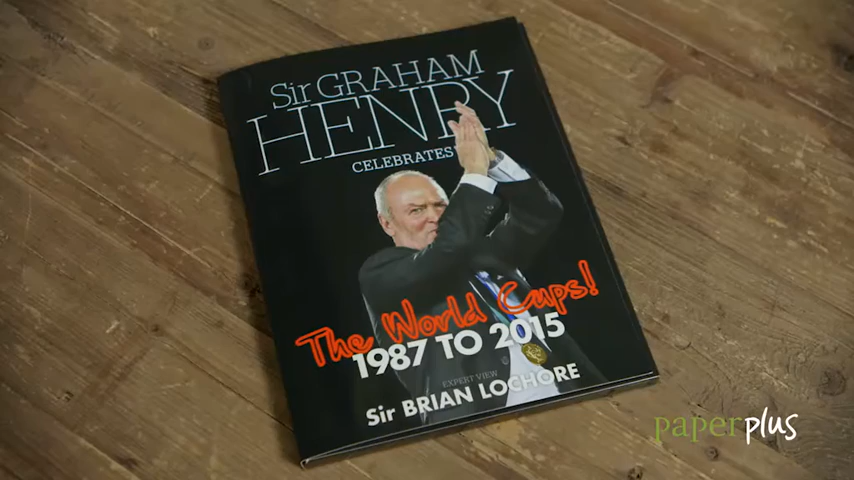 Sir GRAHAM
HENRY
CELEBRATES
The World Cups!
1987 TO 2015
EXPERT VIEW
Sir BRIAN LOCHORE
paperplus